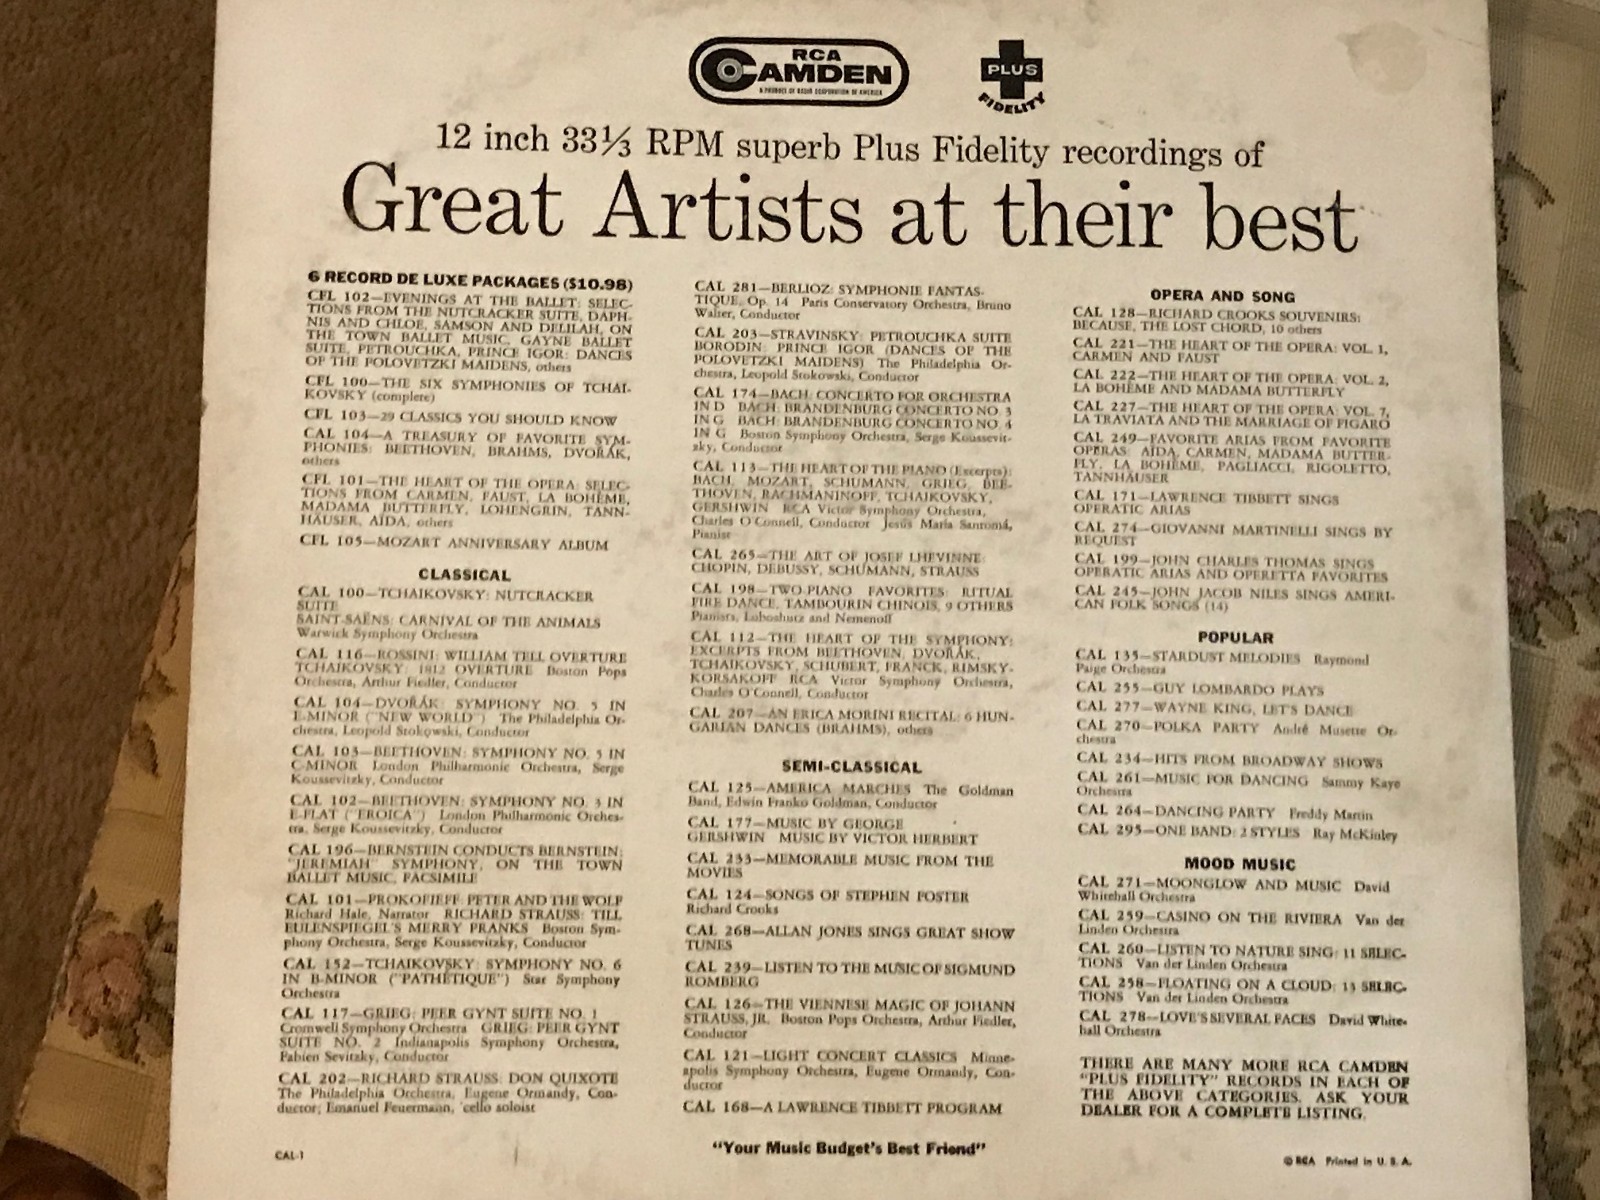 RCA
CAMDEN
A PRODUCT OF RADIO CORPORATION OF AMERICA
PLUS
FIDELITY
12 inch 33⅓ RPM superb Plus Fidelity recordings of
Great Artists at their best
6 RECORD DE LUXE PACKAGES ($10.98)
CFL 102—EVENINGS AT THE BALLET: SELEC-
TIONS FROM THE NUTCRACKER SUITE, DAPH-
NIS AND CHLOE, SAMSON AND DELILAH, ON
THE TOWN BALLET MUSIC, GAYNE BALLET
SUITE, PETROUCHKA, PRINCE IGOR: DANCES
OF THE POLOVETZKI MAIDENS, others
CFL 100—THE SIX SYMPHONIES OF TCHAI-
KOVSKY (complete)
CFL 103—29 CLASSICS YOU SHOULD KNOW
CAL 104—A TREASURY OF FAVORITE SYM-
PHONIES: BEETHOVEN, BRAHMS, DVOŘÁK,
others
CFL 101—THE HEART OF THE OPERA: SELEC-
TIONS FROM CARMEN, FAUST, LA BOHÈME,
MADAMA BUTTERFLY, LOHENGRIN, TANN-
HÄUSER, AÏDA, others
CFL 105—MOZART ANNIVERSARY ALBUM
CLASSICAL
CAL 100—TCHAIKOVSKY: NUTCRACKER
SUITE
SAINT-SAËNS: CARNIVAL OF THE ANIMALS
Warwick Symphony Orchestra
CAL 116—ROSSINI: WILLIAM TELL OVERTURE
TCHAIKOVSKY: 1812 OVERTURE Boston Pops
Orchestra, Arthur Fiedler, Conductor
CAL 104—DVOŘÁK: SYMPHONY NO. 5 IN
E-MINOR ("NEW WORLD") The Philadelphia Or-
chestra, Leopold Stokowski, Conductor
CAL 103—BEETHOVEN: SYMPHONY NO. 5 IN
C-MINOR London Philharmonic Orchestra, Serge
Koussevitzky, Conductor
CAL 102—BEETHOVEN: SYMPHONY NO. 3 IN
E-FLAT ("EROICA") London Philharmonic Orches-
tra, Serge Koussevitzky, Conductor
CAL 196—BERNSTEIN CONDUCTS BERNSTEIN:
"JEREMIAH" SYMPHONY, ON THE TOWN
BALLET MUSIC, FACSIMILE
CAL 101—PROKOFIEFF: PETER AND THE WOLF
Richard Hale, Narrator RICHARD STRAUSS: TILL
EULENSPIEGEL'S MERRY PRANKS Boston Sym-
phony Orchestra, Serge Koussevitzky, Conductor
CAL 152—TCHAIKOVSKY: SYMPHONY NO. 6
IN B-MINOR ("PATHÉTIQUE") Star Symphony
Orchestra
CAL 117—GRIEG: PEER GYNT SUITE NO. 1
Cromwell Symphony Orchestra GRIEG: PEER GYNT
SUITE NO. 2 Indianapolis Symphony Orchestra,
Fabien Sevitzky, Conductor
CAL 202—RICHARD STRAUSS: DON QUIXOTE
The Philadelphia Orchestra, Eugene Ormandy, Con-
ductor; Emanuel Feuermann, 'cello soloist
CAL 281—BERLIOZ: SYMPHONIE FANTAS-
TIQUE, Op. 14 Paris Conservatory Orchestra, Bruno
Walter, Conductor
CAL 203—STRAVINSKY: PETROUCHKA SUITE
BORODIN: PRINCE IGOR (DANCES OF THE
POLOVETZKI MAIDENS) The Philadelphia Or-
chestra, Leopold Stokowski, Conductor
CAL 174—BACH: CONCERTO FOR ORCHESTRA
IN D BACH: BRANDENBURG CONCERTO NO. 3
IN G BACH: BRANDENBURG CONCERTO NO. 4
IN G Boston Symphony Orchestra, Serge Koussevit-
zky, Conductor
CAL 113—THE HEART OF THE PIANO (Excerpts):
BACH, MOZART, SCHUMANN, GRIEG, BEE-
THOVEN, RACHMANINOFF, TCHAIKOVSKY,
GERSHWIN RCA Victor Symphony Orchestra,
Charles O'Connell, Conductor Jesús María Sanromá,
Pianist
CAL 265—THE ART OF JOSEF LHEVINNE:
CHOPIN, DEBUSSY, SCHUMANN, STRAUSS
CAL 198—TWO PIANO FAVORITES: RITUAL
FIRE DANCE, TAMBOURIN CHINOIS, 9 OTHERS
Pianists, Luboshutz and Nemenoff
CAL 112—THE HEART OF THE SYMPHONY:
EXCERPTS FROM BEETHOVEN, DVOŘÁK,
TCHAIKOVSKY, SCHUBERT, FRANCK, RIMSKY-
KORSAKOFF RCA Victor Symphony Orchestra,
Charles O'Connell, Conductor
CAL 207—AN ERICA MORINI RECITAL: 6 HUN-
GARIAN DANCES (BRAHMS), others
SEMI-CLASSICAL
CAL 125—AMERICA MARCHES The Goldman
Band, Edwin Franko Goldman, Conductor
CAL 177—MUSIC BY GEORGE
GERSHWIN MUSIC BY VICTOR HERBERT
CAL 233—MEMORABLE MUSIC FROM THE
MOVIES
CAL 124—SONGS OF STEPHEN FOSTER
Richard Crooks
CAL 268—ALLAN JONES SINGS GREAT SHOW
TUNES
CAL 239—LISTEN TO THE MUSIC OF SIGMUND
ROMBERG
CAL 126—THE VIENNESE MAGIC OF JOHANN
STRAUSS, JR. Boston Pops Orchestra, Arthur Fiedler,
Conductor
CAL 121—LIGHT CONCERT CLASSICS Minne-
apolis Symphony Orchestra, Eugene Ormandy, Con-
ductor
CAL 168—A LAWRENCE TIBBETT PROGRAM
OPERA AND SONG
CAL 128—RICHARD CROOKS SOUVENIRS:
BECAUSE, THE LOST CHORD, 10 others
CAL 221—THE HEART OF THE OPERA: VOL. 1,
CARMEN AND FAUST
CAL 222—THE HEART OF THE OPERA: VOL. 2,
LA BOHÈME AND MADAMA BUTTERFLY
CAL 227—THE HEART OF THE OPERA: VOL. 7,
LA TRAVIATA AND THE MARRIAGE OF FIGARO
CAL 249—FAVORITE ARIAS FROM FAVORITE
OPERAS: AÏDA, CARMEN, MADAMA BUTTER-
FLY, LA BOHÈME, PAGLIACCI, RIGOLETTO,
TANNHÄUSER
CAL 171—LAWRENCE TIBBETT SINGS
OPERATIC ARIAS
CAL 274—GIOVANNI MARTINELLI SINGS BY
REQUEST
CAL 199—JOHN CHARLES THOMAS SINGS
OPERATIC ARIAS AND OPERETTA FAVORITES
CAL 245—JOHN JACOB NILES SINGS AMERI-
CAN FOLK SONGS (14)
POPULAR
CAL 135—STARDUST MELODIES Raymond
Paige Orchestra
CAL 255—GUY LOMBARDO PLAYS
CAL 277—WAYNE KING, LET'S DANCE
CAL 270—POLKA PARTY André Musette Or-
chestra
CAL 234—HITS FROM BROADWAY SHOWS
CAL 261—MUSIC FOR DANCING Sammy Kaye
Orchestra
CAL 264—DANCING PARTY Freddy Martin
CAL 295—ONE BAND: 2 STYLES Ray McKinley
MOOD MUSIC
CAL 271—MOONGLOW AND MUSIC David
Whitehall Orchestra
CAL 259—CASINO ON THE RIVIERA Van der
Linden Orchestra
CAL 260—LISTEN TO NATURE SING: 11 SELEC-
TIONS Van der Linden Orchestra
CAL 258—FLOATING ON A CLOUD: 13 SELEC-
TIONS Van der Linden Orchestra
CAL 278—LOVE'S SEVERAL FACES David White-
hall Orchestra
THERE ARE MANY MORE RCA CAMDEN
"PLUS FIDELITY" RECORDS IN EACH OF
THE ABOVE CATEGORIES. ASK YOUR
DEALER FOR A COMPLETE LISTING.
CAL-1
"Your Music Budget's Best Friend"
© RCA Printed in U. S. A.